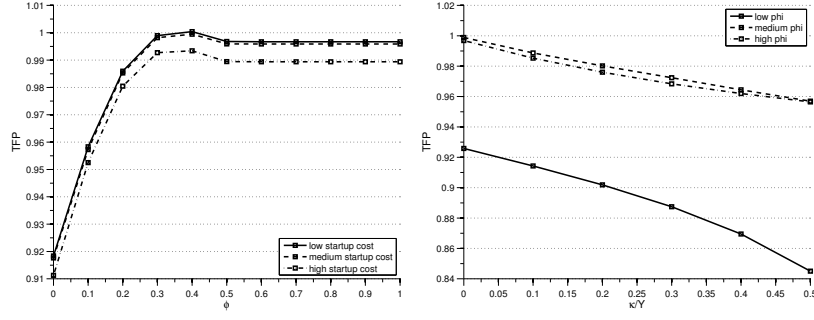 1.01
1
0.99
0.98
0.97
0.96
0.95
0.94
0.93
0.92
0.91
TFP
0 0.1 0.2 0.3 0.4 0.5 0.6 0.7 0.8 0.9 1
ϕ
low startup cost
medium startup cost
high startup cost
1.02
1
0.98
0.96
0.94
0.92
0.9
0.88
0.86
0.84
TFP
0 0.05 0.1 0.15 0.2 0.25 0.3 0.35 0.4 0.45 0.5
κ/Y
low phi
medium phi
high phi